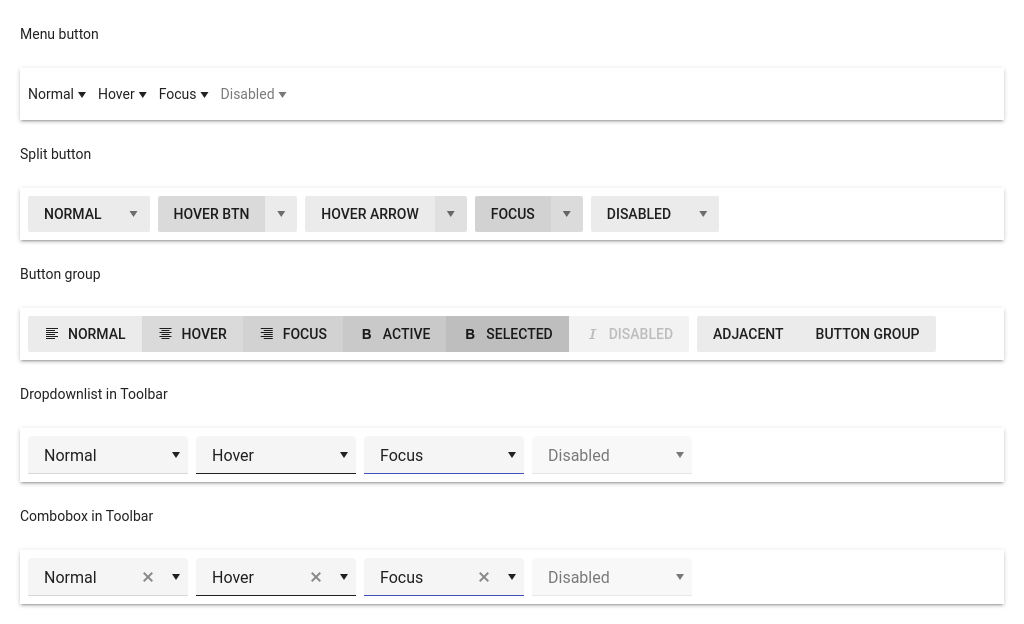 Menu button
Normal Hover Focus Disabled
Split button
NORMAL HOVER BTN HOVER ARROW FOCUS DISABLED
Button group
NORMAL HOVER FOCUS B ACTIVE B SELECTED I DISABLED ADJACENT BUTTON GROUP
Dropdownlist in Toolbar
Normal Hover Focus Disabled
Combobox in Toolbar
Normal Hover Focus Disabled